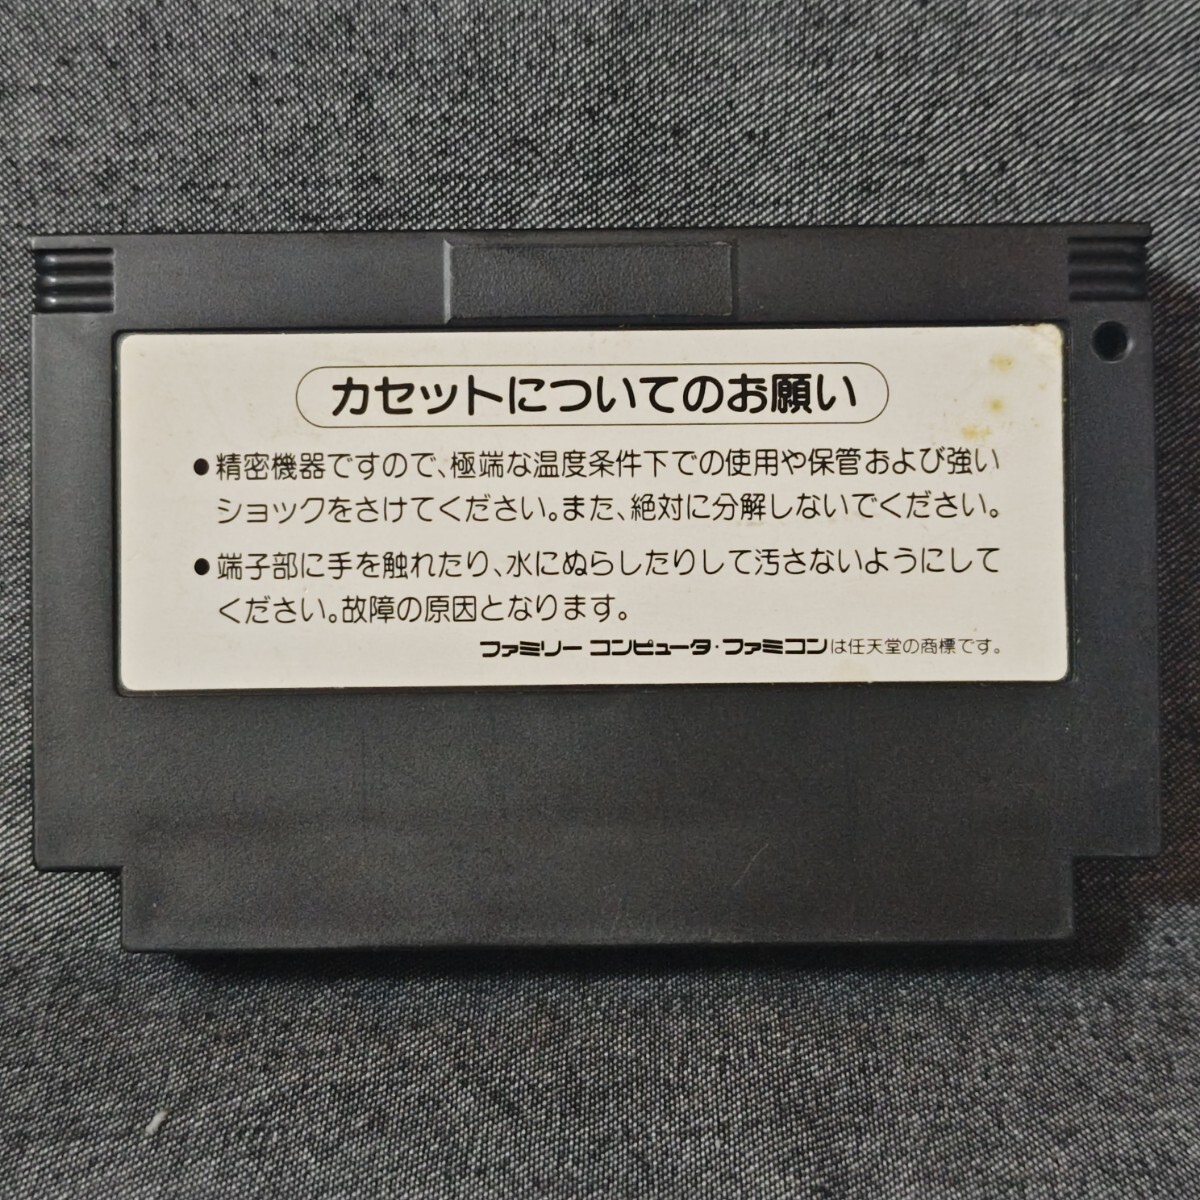 カセットについてのお願い
●精密機器ですので、極端な温度条件下での使用や保管および強い
ショックをさけてください。また、絶対に分解しないでください。
●端子部に手を触れたり、水にぬらしたりして汚さないようにして
ください。故障の原因となります。
ファミリー コンピュータ・ファミコンは任天堂の商標です。